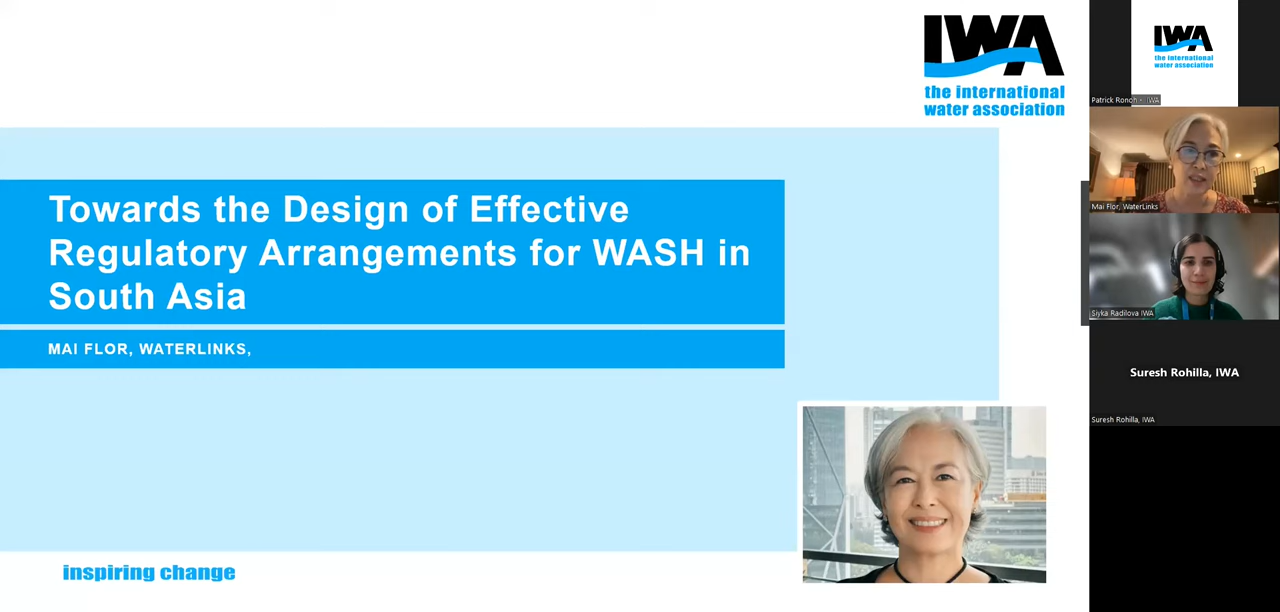 IWA
the international
water association
Towards the Design of Effective
Regulatory Arrangements for WASH in
South Asia
MAI FLOR, WATERLINKS,
inspiring change
IWA
the international
water association
Patrick Ronoh - IWA
Mai Flor, WaterLinks
Siyka Radilova IWA
Suresh Rohilla, IWA
Suresh Rohilla, IWA